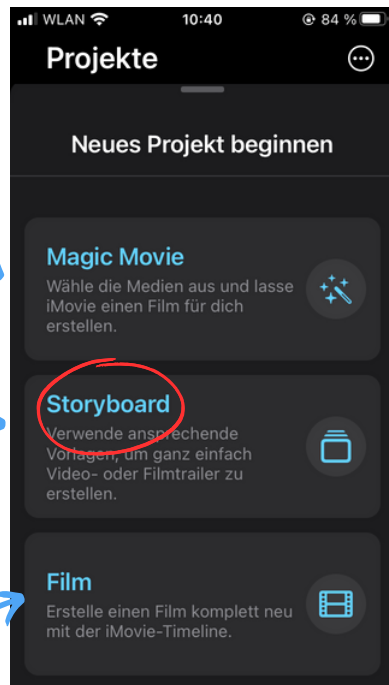 WLAN 10:40 84 %
Projekte
Neues Projekt beginnen
Magic Movie
Wähle die Medien aus und lasse
iMovie einen Film für dich
erstellen.
Storyboard
Verwende ansprechende
Vorlagen, um ganz einfach
Video- oder Filmtrailer zu
erstellen.
Film
Erstelle einen Film komplett neu
mit der iMovie-Timeline.